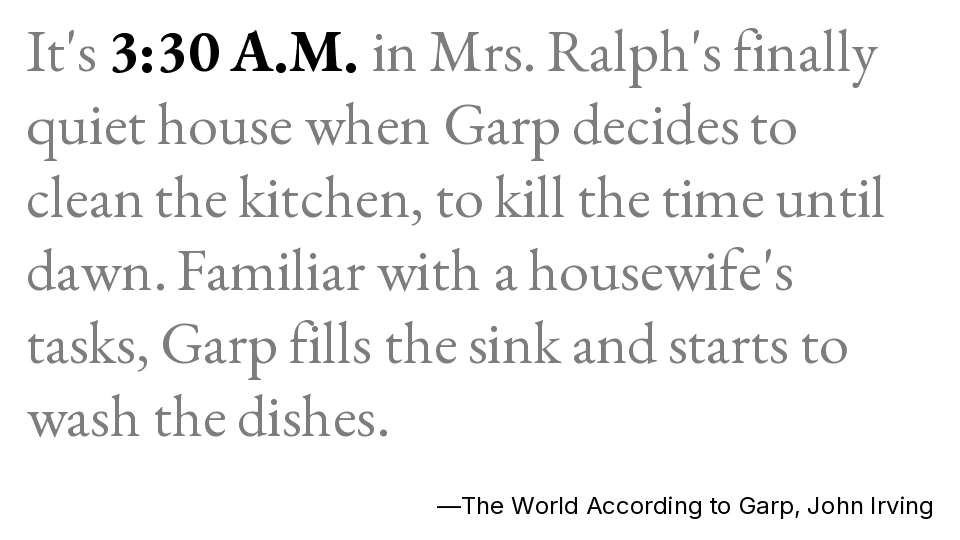 It's 3:30 A.M. in Mrs. Ralph's finally
quiet house when Garp decides to
clean the kitchen, to kill the time until
dawn. Familiar with a housewife's
tasks, Garp fills the sink and starts to
wash the dishes.
—The World According to Garp, John Irving